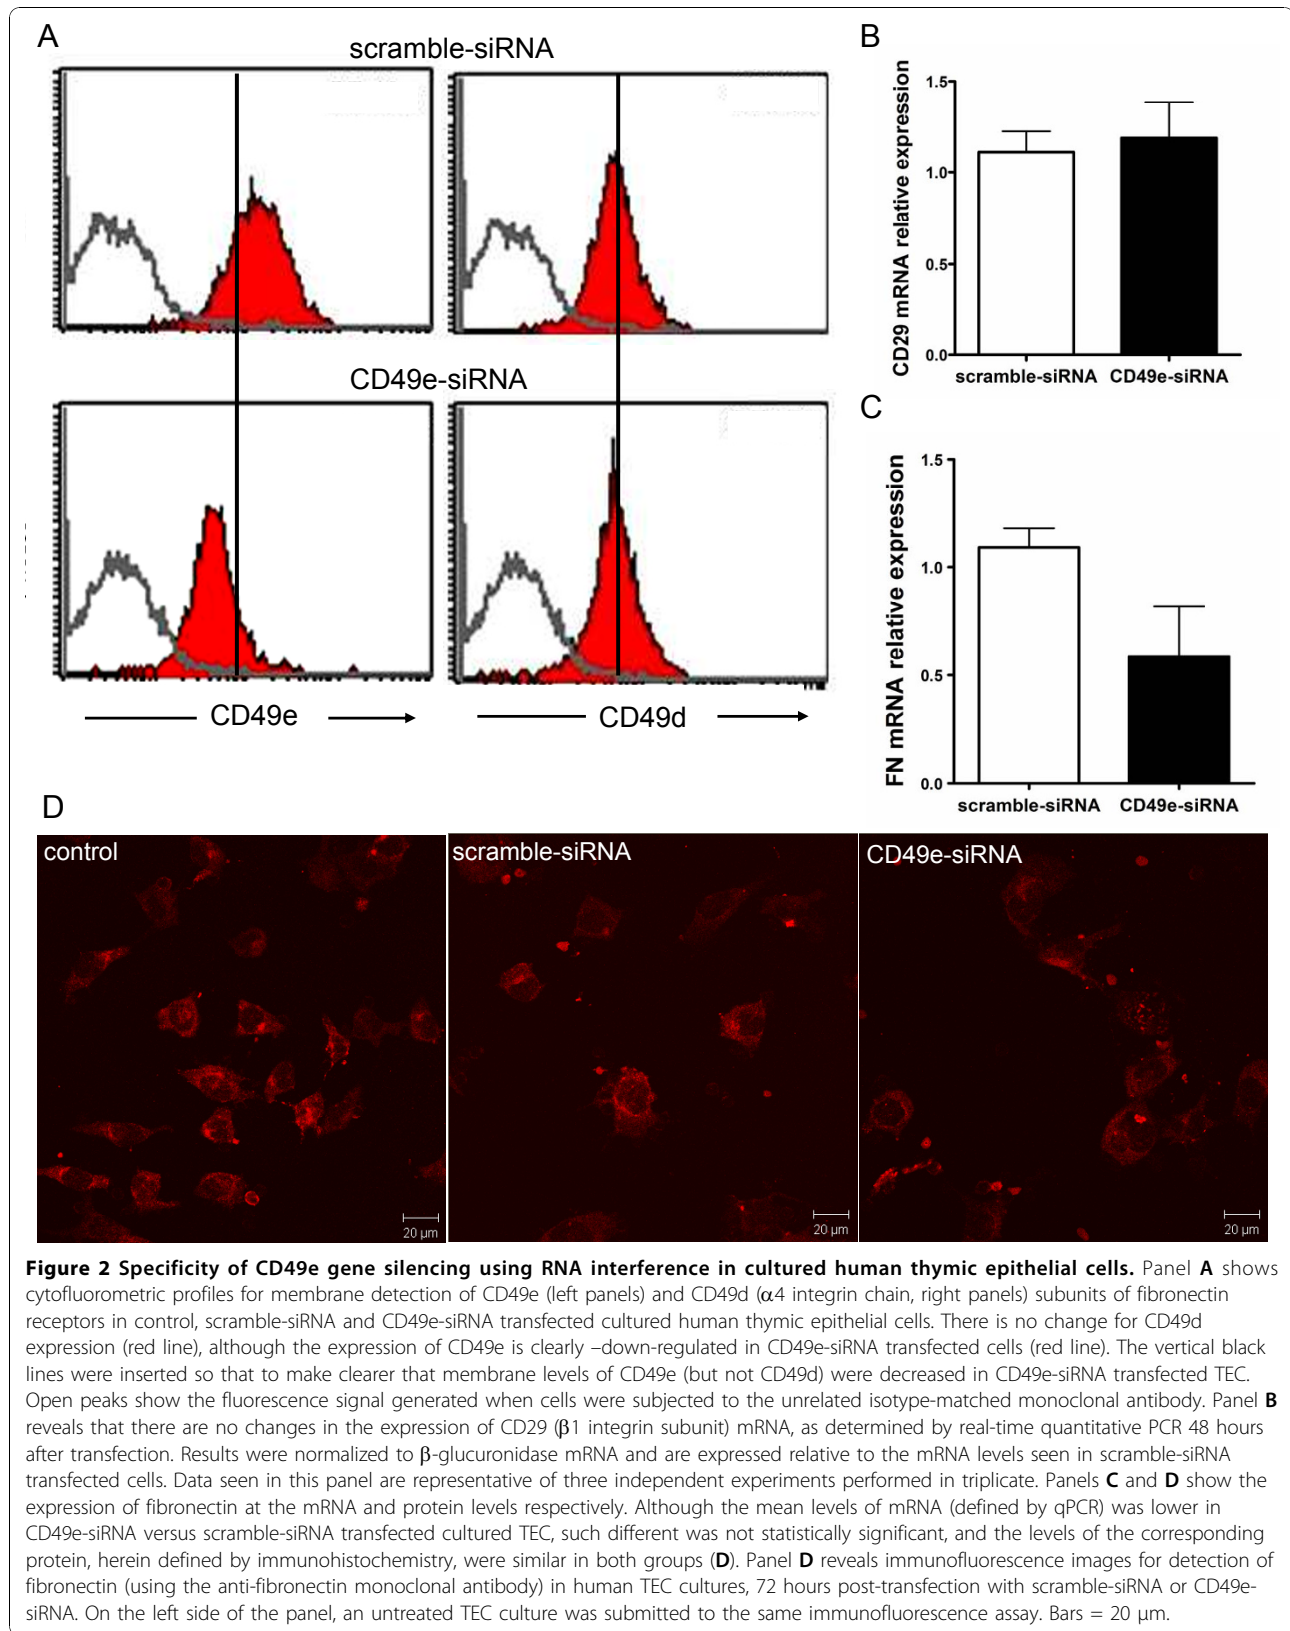 A
scramble-siRNA
CD49e-siRNA
CD49e
CD49d
B
CD29 mRNA relative expression
1.5
1.0
0.5
0.0
scramble-siRNA CD49e-siRNA
C
FN mRNA relative expression
1.5
1.0
0.5
0.0
scramble-siRNA CD49e-siRNA
D
control
scramble-siRNA
CD49e-siRNA
20 µm
20 µm
20 µm
Figure 2 Specificity of CD49e gene silencing using RNA interference in cultured human thymic epithelial cells. Panel A shows
cytofluorometric profiles for membrane detection of CD49e (left panels) and CD49d (α4 integrin chain, right panels) subunits of fibronectin
receptors in control, scramble-siRNA and CD49e-siRNA transfected cultured human thymic epithelial cells. There is no change for CD49d
expression (red line), although the expression of CD49e is clearly –down-regulated in CD49e-siRNA transfected cells (red line). The vertical black
lines were inserted so that to make clearer that membrane levels of CD49e (but not CD49d) were decreased in CD49e-siRNA transfected TEC.
Open peaks show the fluorescence signal generated when cells were subjected to the unrelated isotype-matched monoclonal antibody. Panel B
reveals that there are no changes in the expression of CD29 (β1 integrin subunit) mRNA, as determined by real-time quantitative PCR 48 hours
after transfection. Results were normalized to β-glucuronidase mRNA and are expressed relative to the mRNA levels seen in scramble-siRNA
transfected cells. Data seen in this panel are representative of three independent experiments performed in triplicate. Panels C and D show the
expression of fibronectin at the mRNA and protein levels respectively. Although the mean levels of mRNA (defined by qPCR) was lower in
CD49e-siRNA versus scramble-siRNA transfected cultured TEC, such different was not statistically significant, and the levels of the corresponding
protein, herein defined by immunohistochemistry, were similar in both groups (D). Panel D reveals immunofluorescence images for detection of
fibronectin (using the anti-fibronectin monoclonal antibody) in human TEC cultures, 72 hours post-transfection with scramble-siRNA or CD49e-
siRNA. On the left side of the panel, an untreated TEC culture was submitted to the same immunofluorescence assay. Bars = 20 µm.